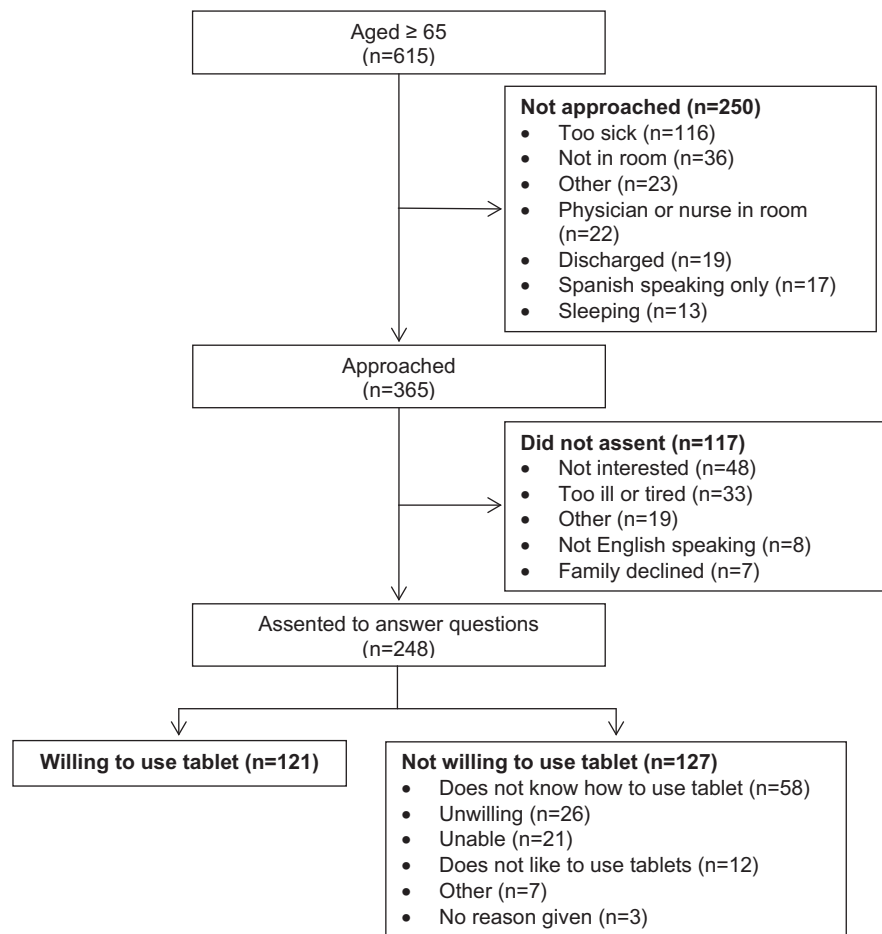 Aged ≥ 65
(n=615)
Not approached (n=250)
• Too sick (n=116)
• Not in room (n=36)
• Other (n=23)
• Physician or nurse in room
(n=22)
• Discharged (n=19)
• Spanish speaking only (n=17)
• Sleeping (n=13)
Approached
(n=365)
Did not assent (n=117)
• Not interested (n=48)
• Too ill or tired (n=33)
• Other (n=19)
• Not English speaking (n=8)
• Family declined (n=7)
Assented to answer questions
(n=248)
Willing to use tablet (n=121)
Not willing to use tablet (n=127)
• Does not know how to use tablet (n=58)
• Unwilling (n=26)
• Unable (n=21)
• Does not like to use tablets (n=12)
• Other (n=7)
• No reason given (n=3)